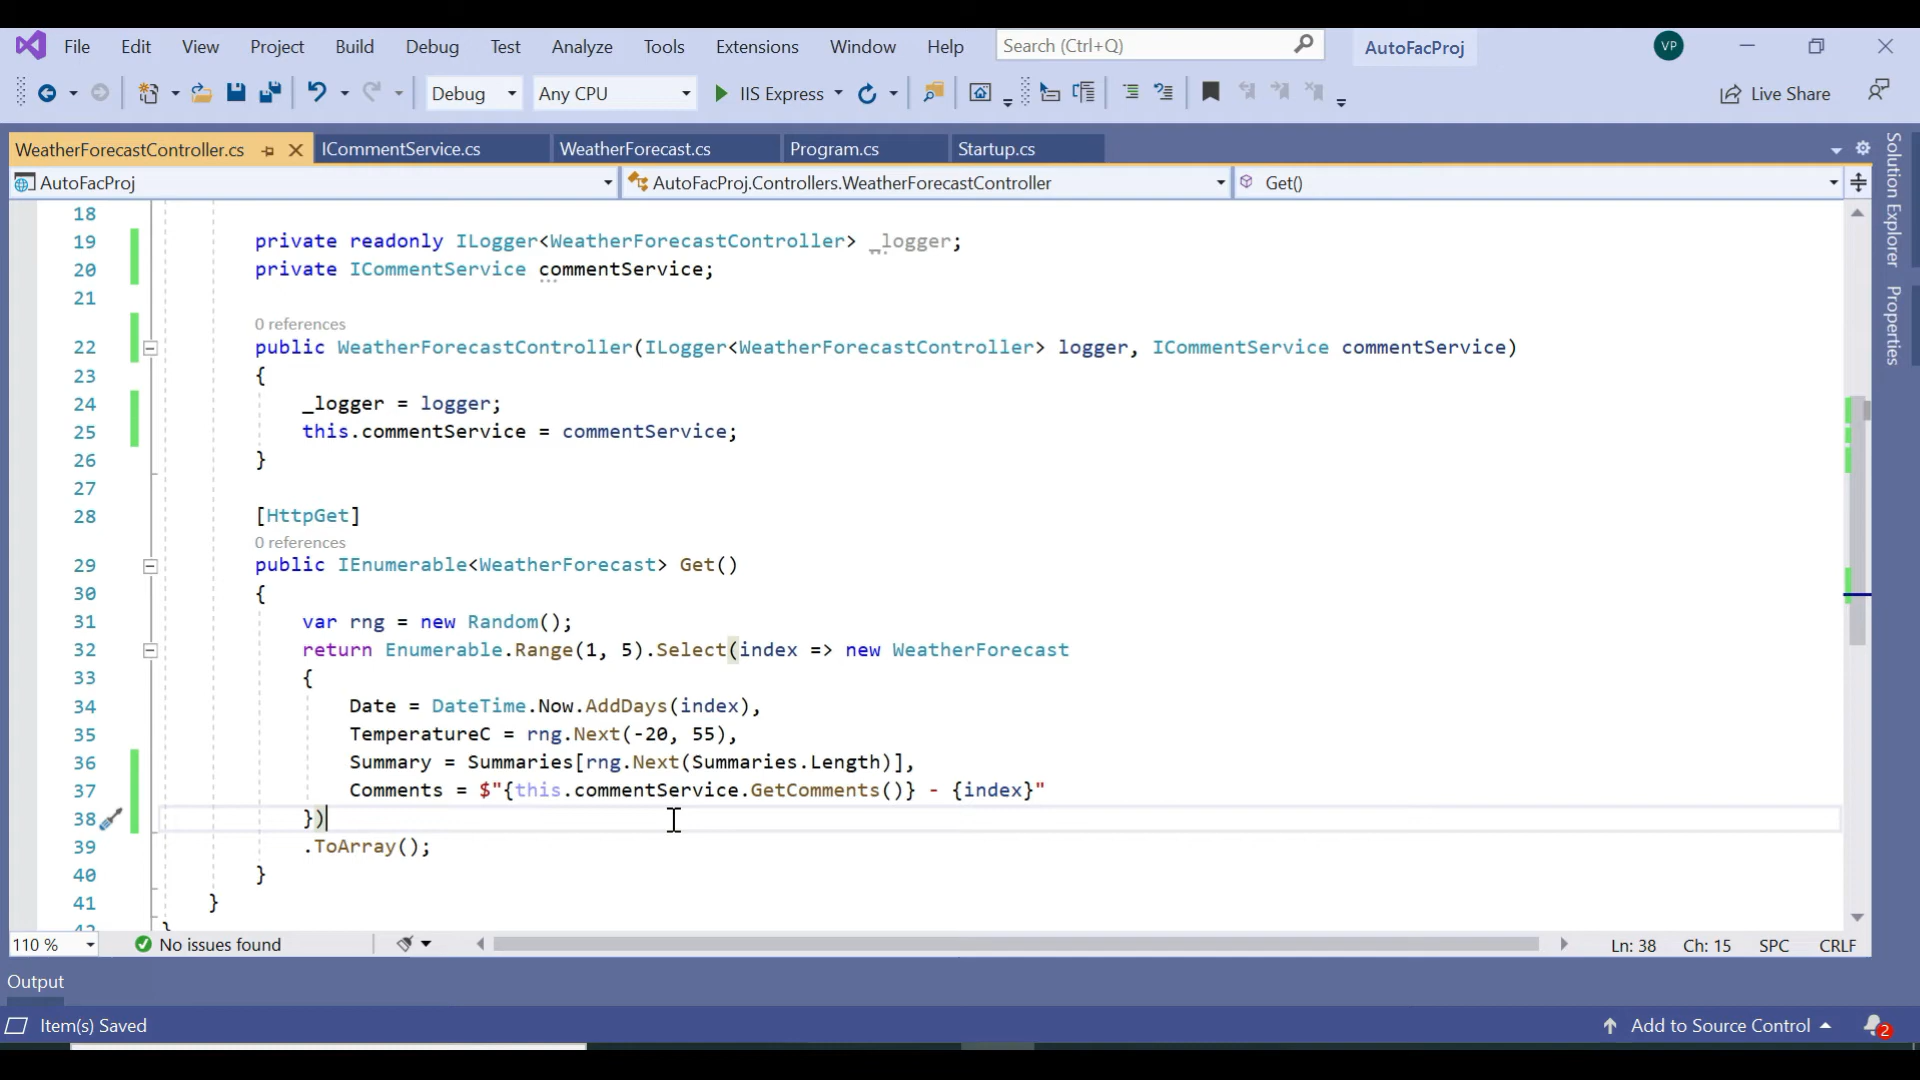 File Edit View Project Build Debug Test Analyze Tools Extensions Window Help Search (Ctrl+Q) AutoFacProj VP
Debug Any CPU IIS Express Live Share
WeatherForecastController.cs ICommentService.cs WeatherForecast.cs Program.cs Startup.cs
AutoFacProj AutoFacProj.Controllers.WeatherForecastController Get()
Solution Explorer
Properties
18
19 private readonly ILogger<WeatherForecastController> _logger;
20 private ICommentService commentService;
21
0 references
22 public WeatherForecastController(ILogger<WeatherForecastController> logger, ICommentService commentService)
23 {
24 _logger = logger;
25 this.commentService = commentService;
26 }
27
28 [HttpGet]
0 references
29 public IEnumerable<WeatherForecast> Get()
30 {
31 var rng = new Random();
32 return Enumerable.Range(1, 5).Select(index => new WeatherForecast
33 {
34 Date = DateTime.Now.AddDays(index),
35 TemperatureC = rng.Next(-20, 55),
36 Summary = Summaries[rng.Next(Summaries.Length)],
37 Comments = $"{this.commentService.GetComments()} - {index}"
38 })
39 .ToArray();
40 }
41 }
42 }
110 % No issues found Ln: 38 Ch: 15 SPC CRLF
Output
Item(s) Saved Add to Source Control 2